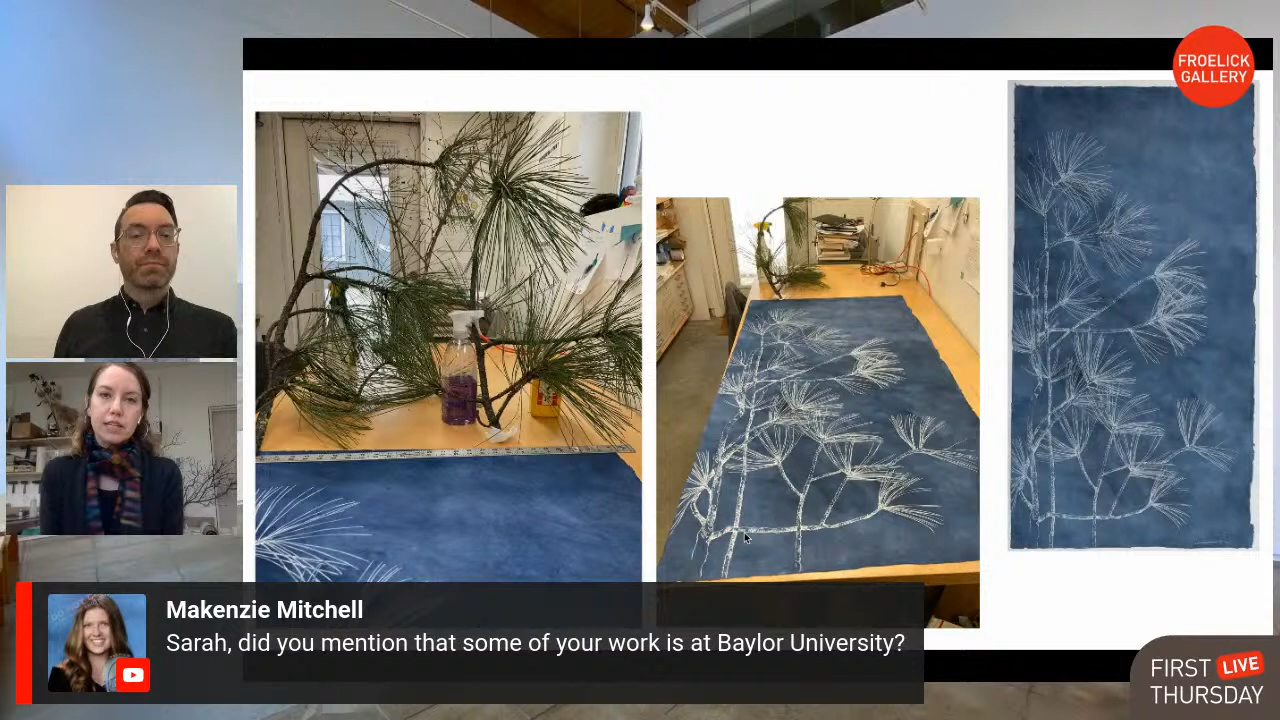 FROELICK
GALLERY
Makenzie Mitchell
Sarah, did you mention that some of your work is at Baylor University?
FIRST LIVE
THURSDAY